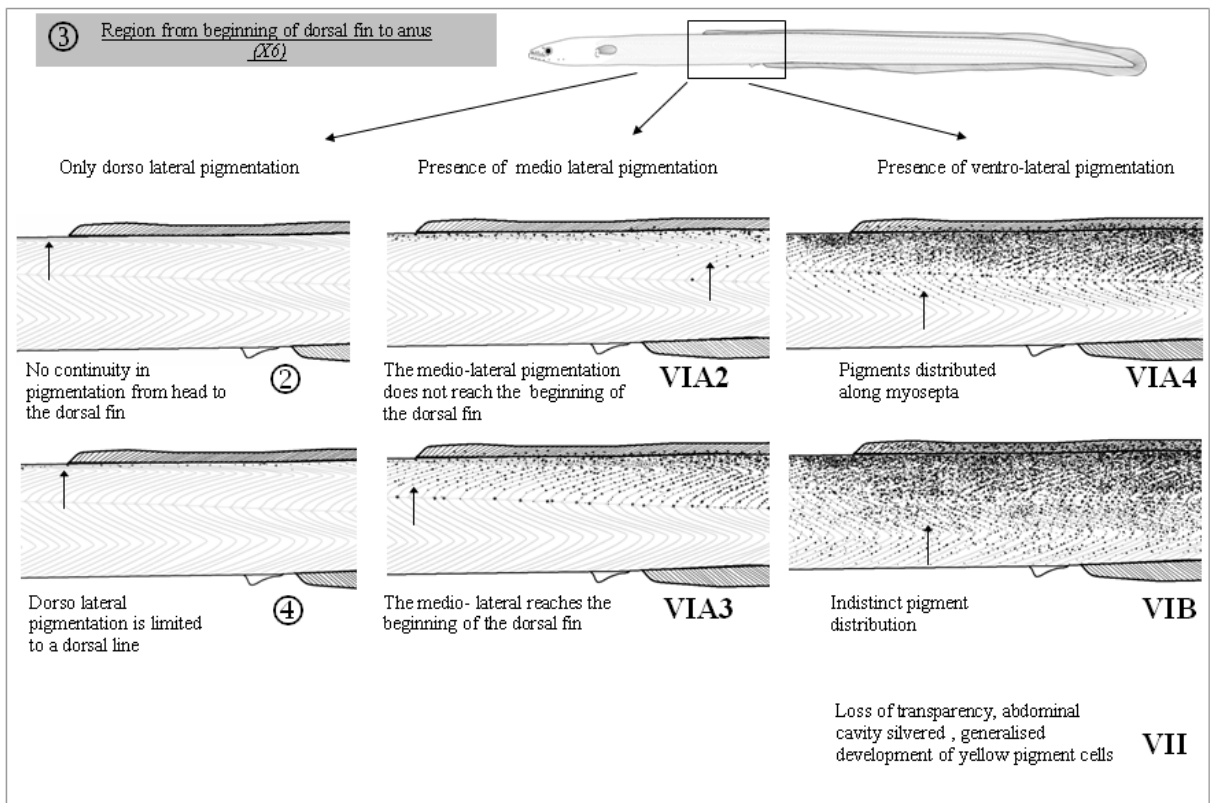 ③ Region from beginning of dorsal fin to anus
(X6)
Only dorso lateral pigmentation
Presence of medio lateral pigmentation
Presence of ventro-lateral pigmentation
No continuity in
pigmentation from head to
the dorsal fin
②
The medio-lateral pigmentation
does not reach the beginning of
the dorsal fin
VIA2
Pigments distributed
along myosepta
VIA4
Dorso lateral
pigmentation is limited
to a dorsal line
④
The medio- lateral reaches the
beginning of the dorsal fin
VIA3
Indistinct pigment
distribution
VIB
Loss of transparency, abdominal
cavity silvered , generalised
development of yellow pigment cells
VII